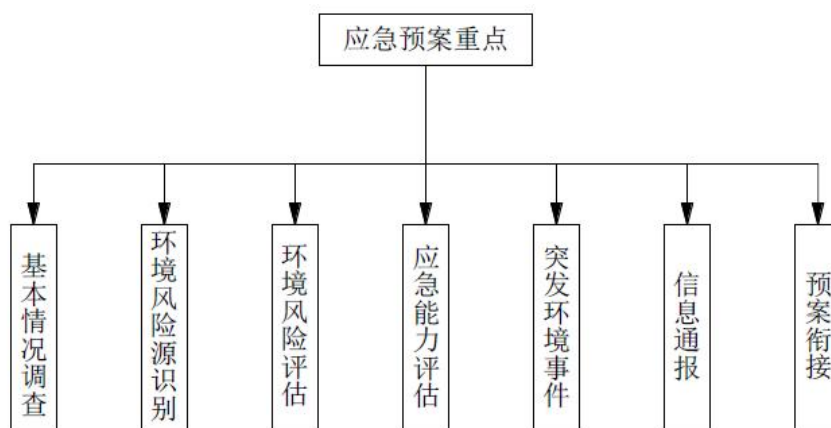 应急预案重点
基本情况调查
环境风险源识别
环境风险评估
应急能力评估
突发环境事件
信息通报
预案衔接